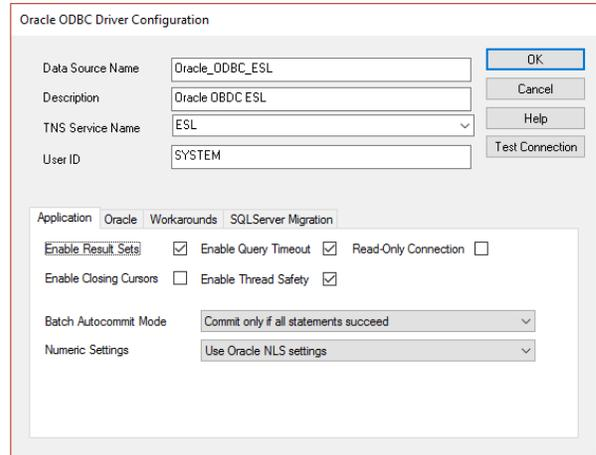 Oracle ODBC Driver Configuration
Data Source Name Oracle_ODBC_ESL OK
Description Oracle OBDC ESL Cancel
TNS Service Name ESL Help
User ID SYSTEM Test Connection
Application Oracle Workarounds SQLServer Migration
Enable Result Sets Enable Query Timeout Read-Only Connection
Enable Closing Cursors Enable Thread Safety
Batch Autocommit Mode Commit only if all statements succeed
Numeric Settings Use Oracle NLS settings